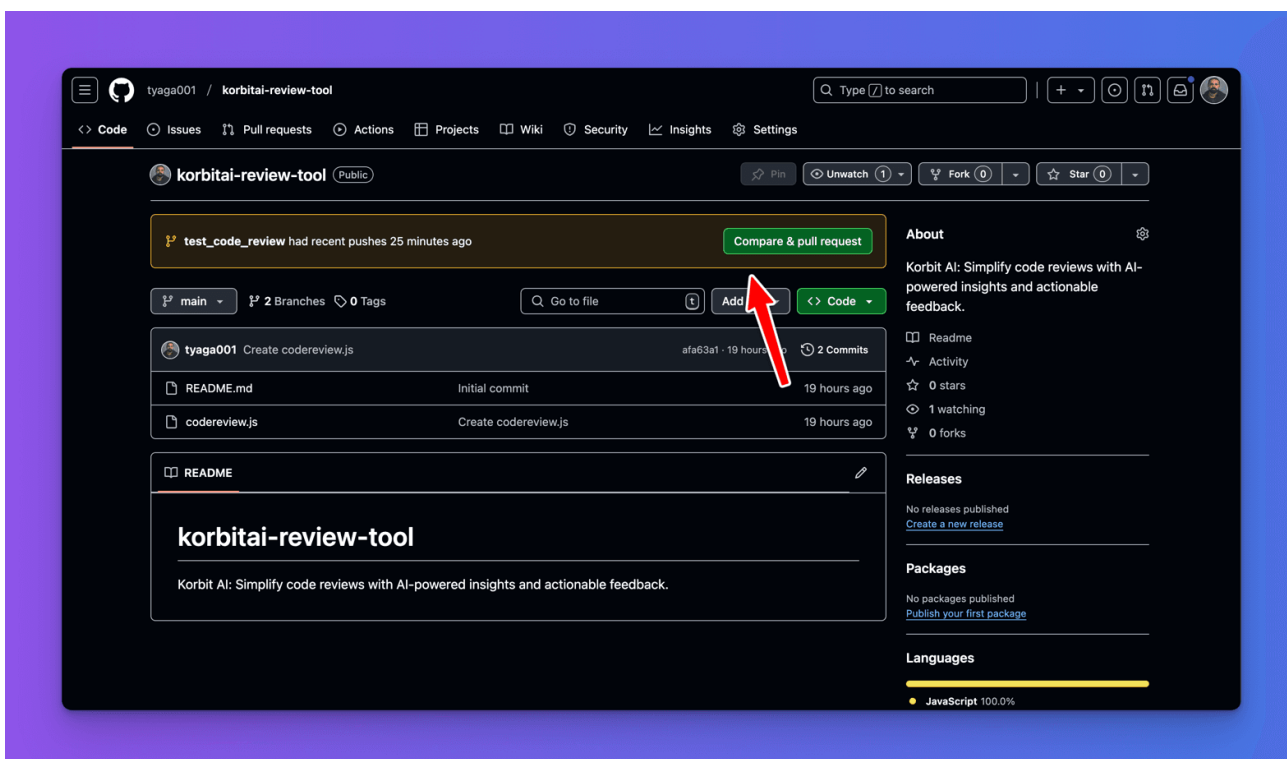 tyaga001 / korbitai-review-tool
Type / to search
Code Issues Pull requests Actions Projects Wiki Security Insights Settings
korbitai-review-tool Public
Pin Unwatch 1 Fork 0 Star 0
test_code_review had recent pushes 25 minutes ago Compare & pull request
main 2 Branches 0 Tags Go to file t Add Code
tyaga001 Create codereview.js afa63a1 · 19 hours 2 Commits
README.md Initial commit 19 hours ago
codereview.js Create codereview.js 19 hours ago
README
korbitai-review-tool
Korbit AI: Simplify code reviews with AI-powered insights and actionable feedback.
About
Korbit AI: Simplify code reviews with AI-
powered insights and actionable
feedback.
Readme
Activity
0 stars
1 watching
0 forks
Releases
No releases published
Create a new release
Packages
No packages published
Publish your first package
Languages
JavaScript 100.0%